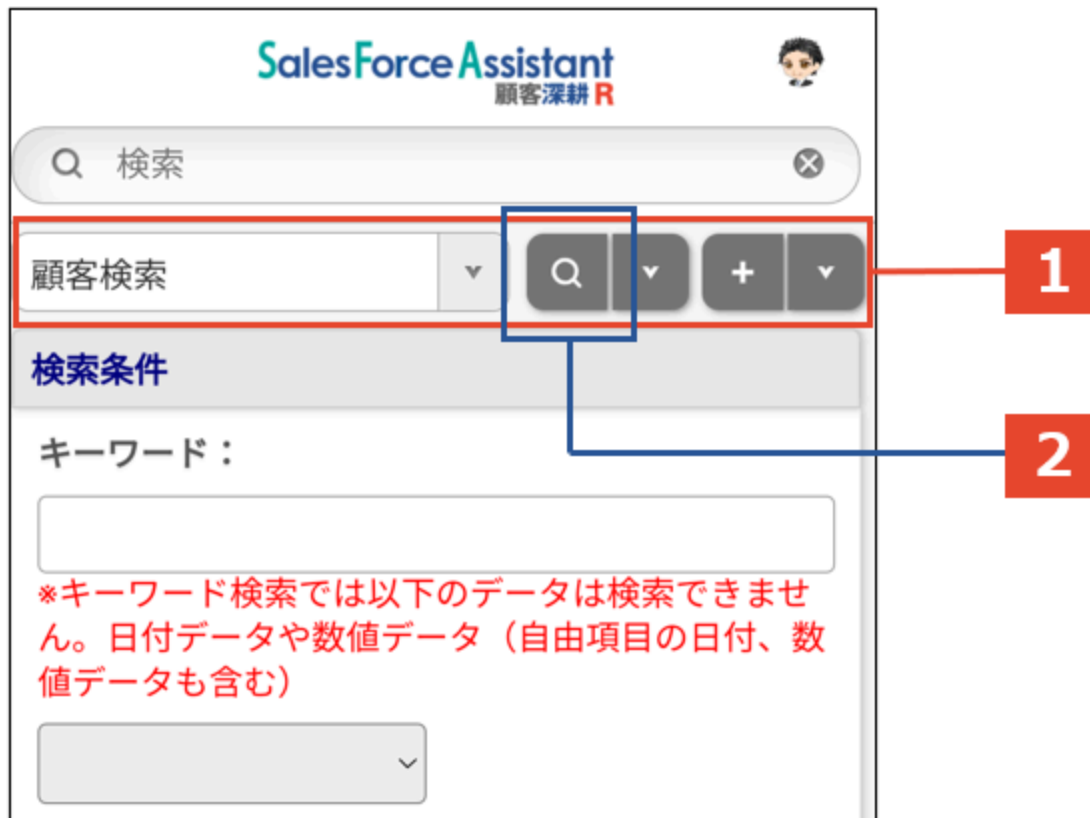 SalesForce Assistant
顧客深耕 R
検索
顧客検索
1
検索条件
2
キーワード：
※キーワード検索では以下のデータは検索できませ
ん。日付データや数値データ（自由項目の日付、数
値データも含む）